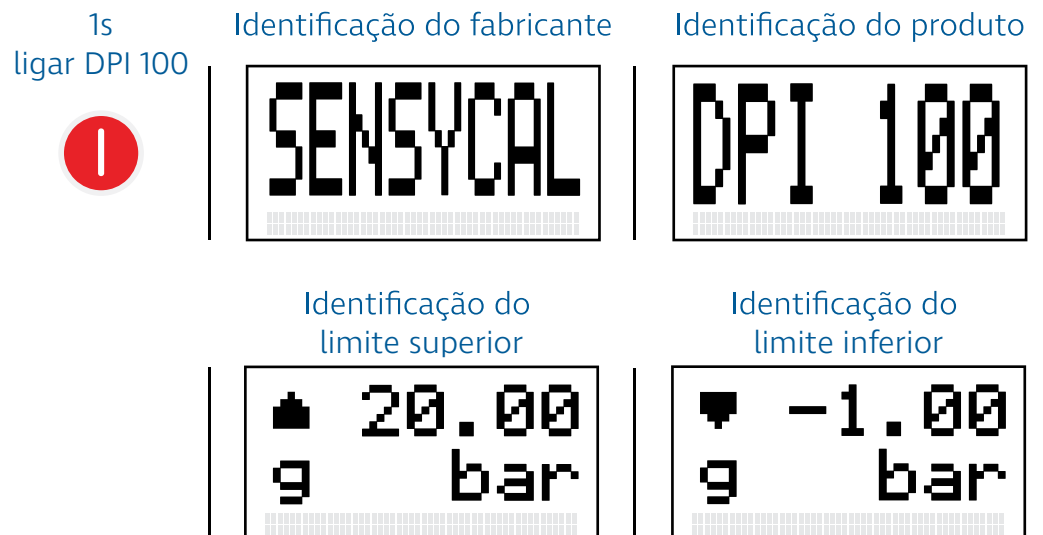 1s
ligar DPI 100
Identificação do fabricante
SENSYCAL
Identificação do produto
DPI 100
Identificação do
limite superior
20.00
g bar
Identificação do
limite inferior
-1.00
g bar